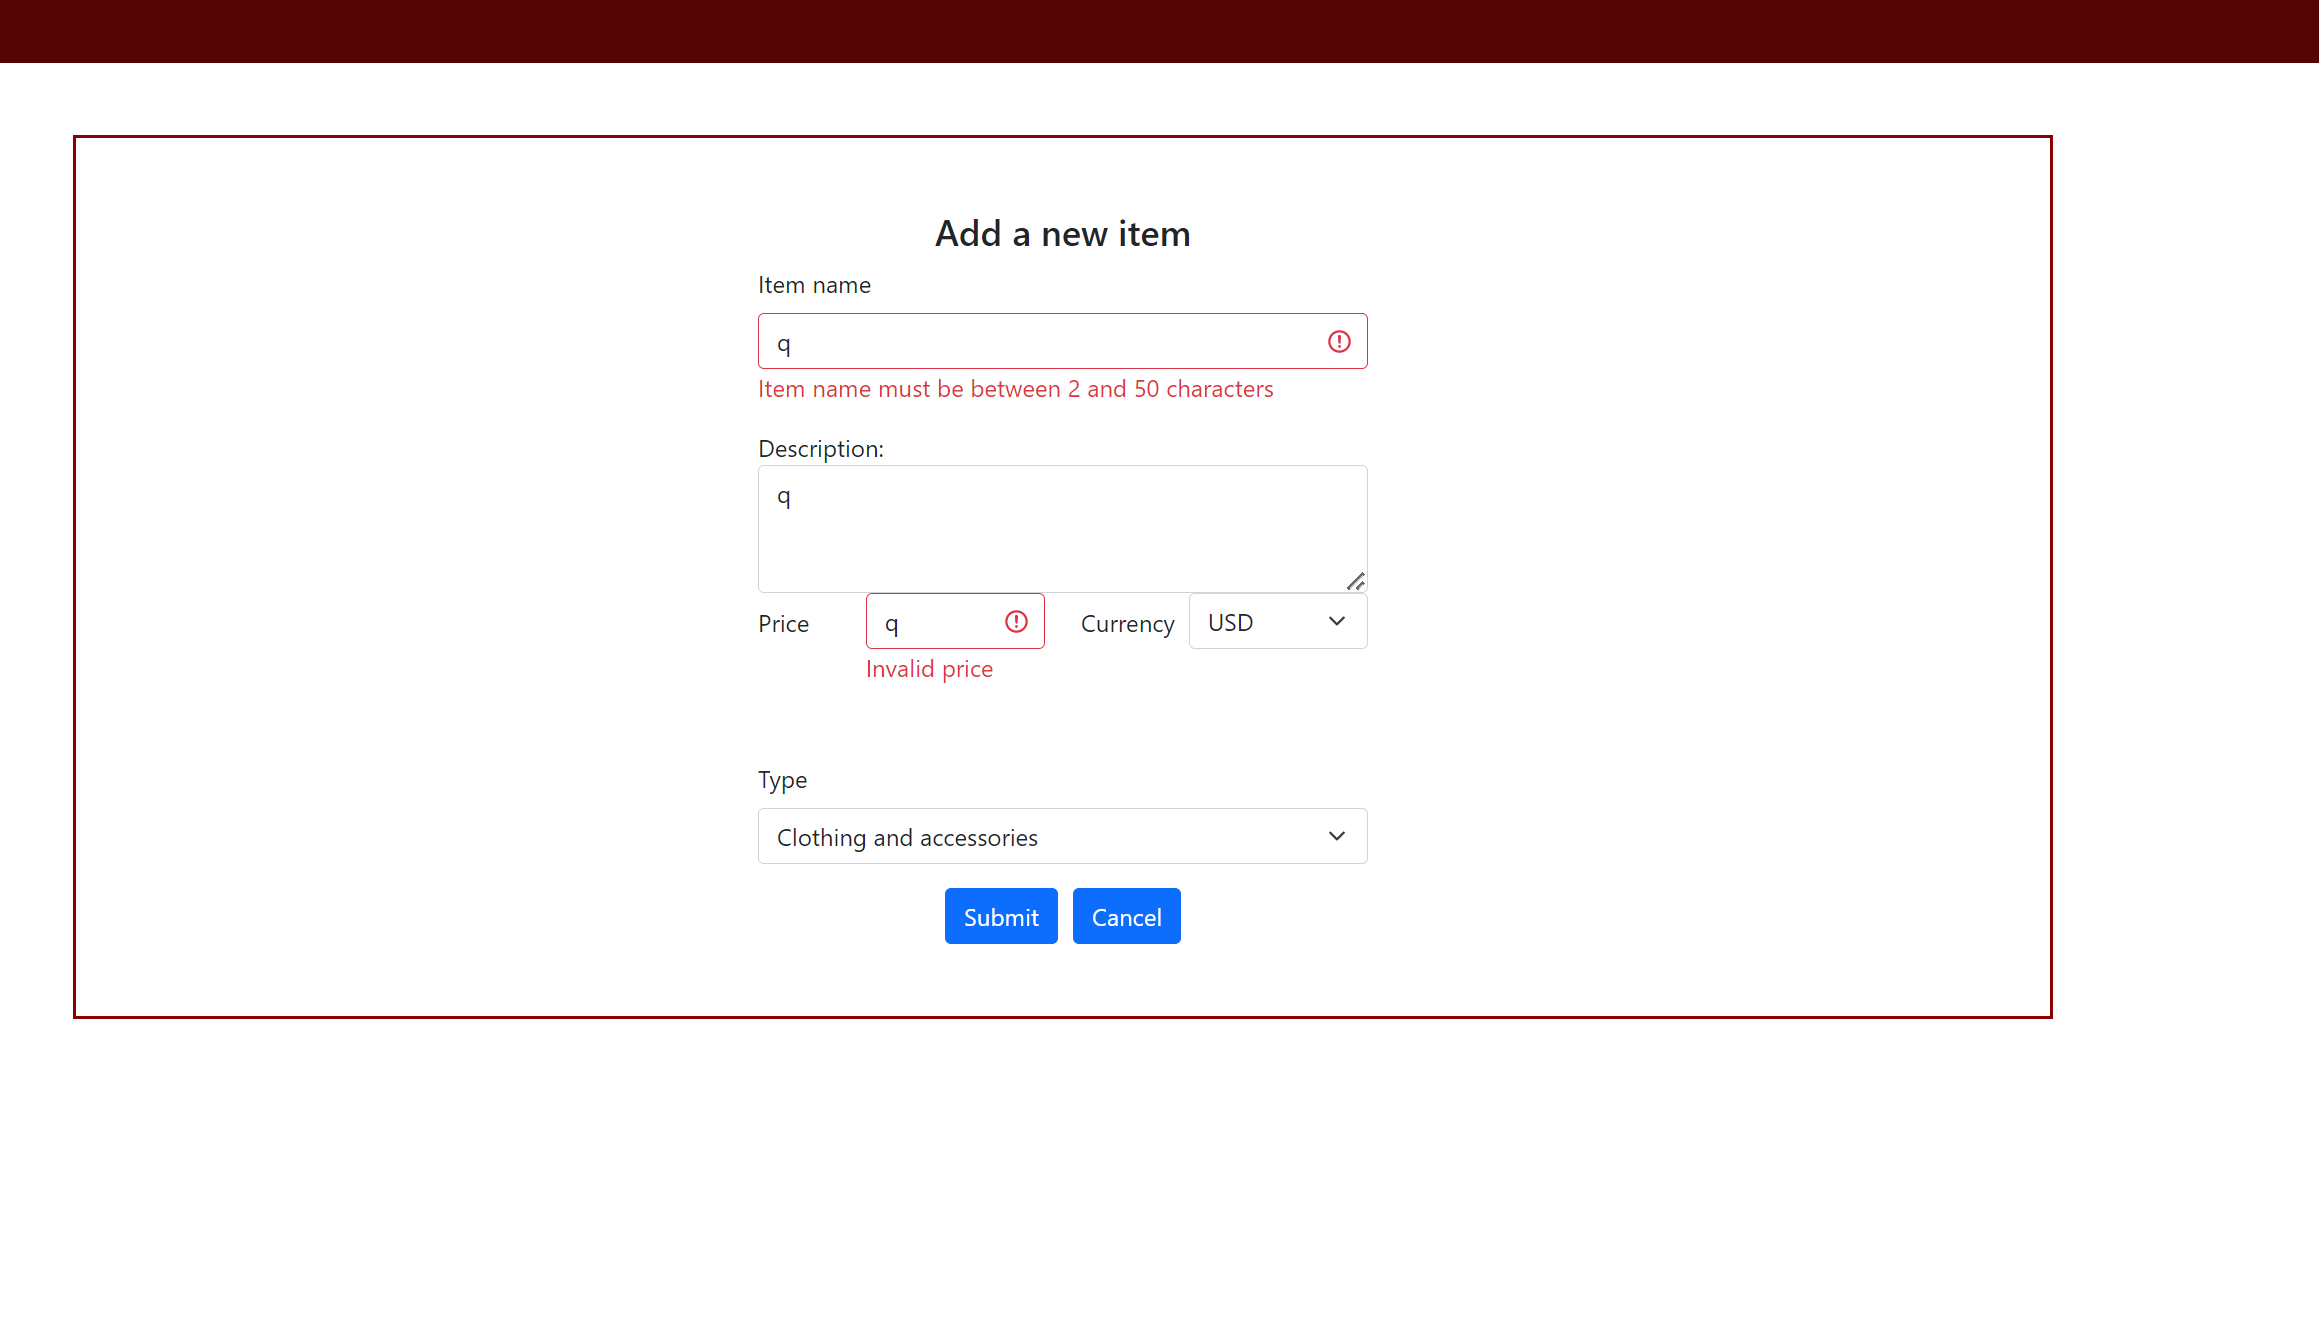 Add a new item
Item name
q
Item name must be between 2 and 50 characters
Description:
q
Price q Currency USD
Invalid price
Type
Clothing and accessories
Submit Cancel